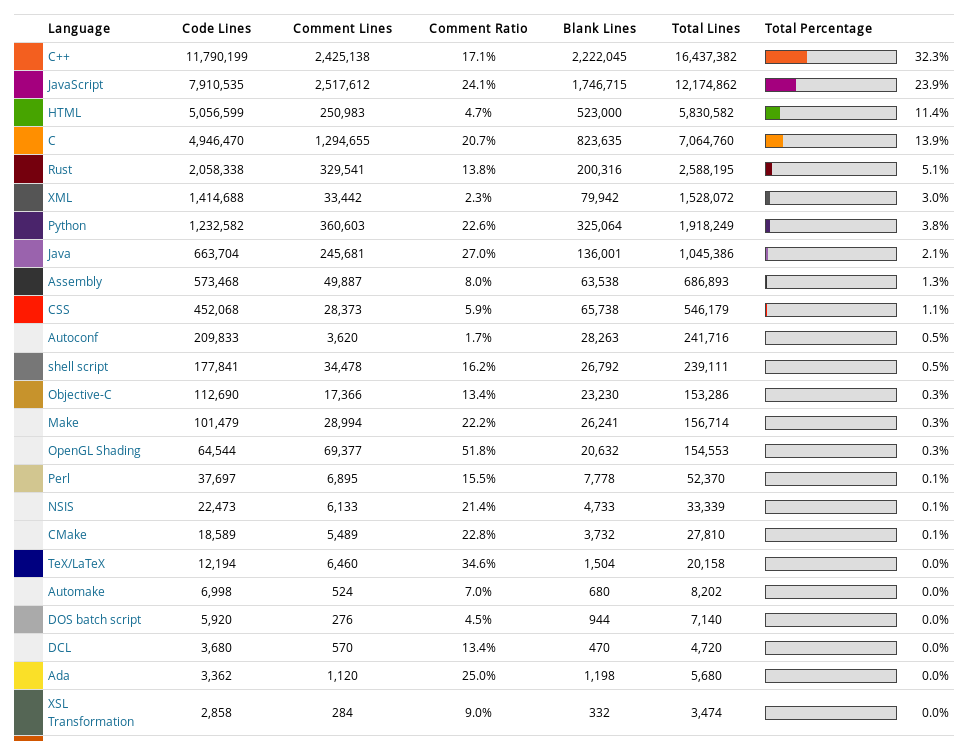 Language Code Lines Comment Lines Comment Ratio Blank Lines Total Lines Total Percentage
C++ 11,790,199 2,425,138 17.1% 2,222,045 16,437,382 32.3%
JavaScript 7,910,535 2,517,612 24.1% 1,746,715 12,174,862 23.9%
HTML 5,056,599 250,983 4.7% 523,000 5,830,582 11.4%
C 4,946,470 1,294,655 20.7% 823,635 7,064,760 13.9%
Rust 2,058,338 329,541 13.8% 200,316 2,588,195 5.1%
XML 1,414,688 33,442 2.3% 79,942 1,528,072 3.0%
Python 1,232,582 360,603 22.6% 325,064 1,918,249 3.8%
Java 663,704 245,681 27.0% 136,001 1,045,386 2.1%
Assembly 573,468 49,887 8.0% 63,538 686,893 1.3%
CSS 452,068 28,373 5.9% 65,738 546,179 1.1%
Autoconf 209,833 3,620 1.7% 28,263 241,716 0.5%
shell script 177,841 34,478 16.2% 26,792 239,111 0.5%
Objective-C 112,690 17,366 13.4% 23,230 153,286 0.3%
Make 101,479 28,994 22.2% 26,241 156,714 0.3%
OpenGL Shading 64,544 69,377 51.8% 20,632 154,553 0.3%
Perl 37,697 6,895 15.5% 7,778 52,370 0.1%
NSIS 22,473 6,133 21.4% 4,733 33,339 0.1%
CMake 18,589 5,489 22.8% 3,732 27,810 0.1%
TeX/LaTeX 12,194 6,460 34.6% 1,504 20,158 0.0%
Automake 6,998 524 7.0% 680 8,202 0.0%
DOS batch script 5,920 276 4.5% 944 7,140 0.0%
DCL 3,680 570 13.4% 470 4,720 0.0%
Ada 3,362 1,120 25.0% 1,198 5,680 0.0%
XSL
Transformation 2,858 284 9.0% 332 3,474 0.0%